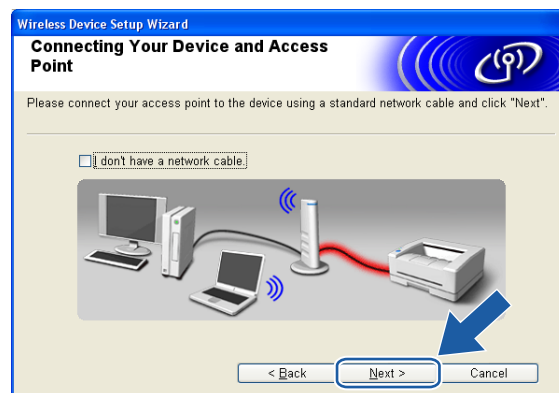 Wireless Device Setup Wizard
Connecting Your Device and Access
Point
Please connect your access point to the device using a standard network cable and click "Next".
I don't have a network cable.
< Back
Next >
Cancel